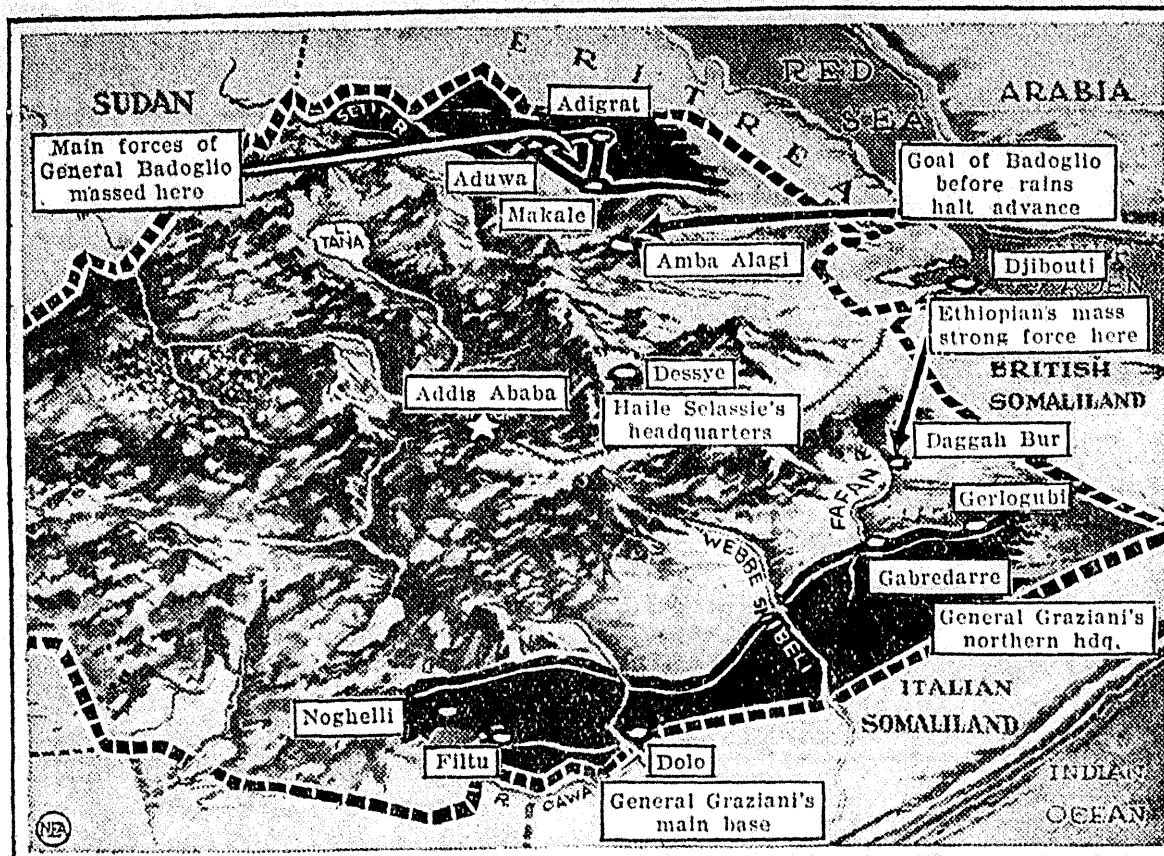 ERITREA
RED
SEA
SUDAN
ARABIA
Adigrat
SETIT R.
Main forces of
General Badoglio
massed here
Goal of Badoglio
before rains
halt advance
Aduwa
Makale
L.
TANA
Amba Alagi
Djibouti
Ethiopian's mass
strong force here
Dessye
BRITISH
SOMALILAND
Addis Ababa
Haile Selassie's
headquarters
Daggah Bur
FAFAN R.
Gerlogubi
WEBBE SHIBELI
Gabredarre
General Graziani's
northern hdq.
ITALIAN
SOMALILAND
Noghelli
Filtu
Dolo
R.
DAWA
General Graziani's
main base
INDIAN
OCEAN
NEA